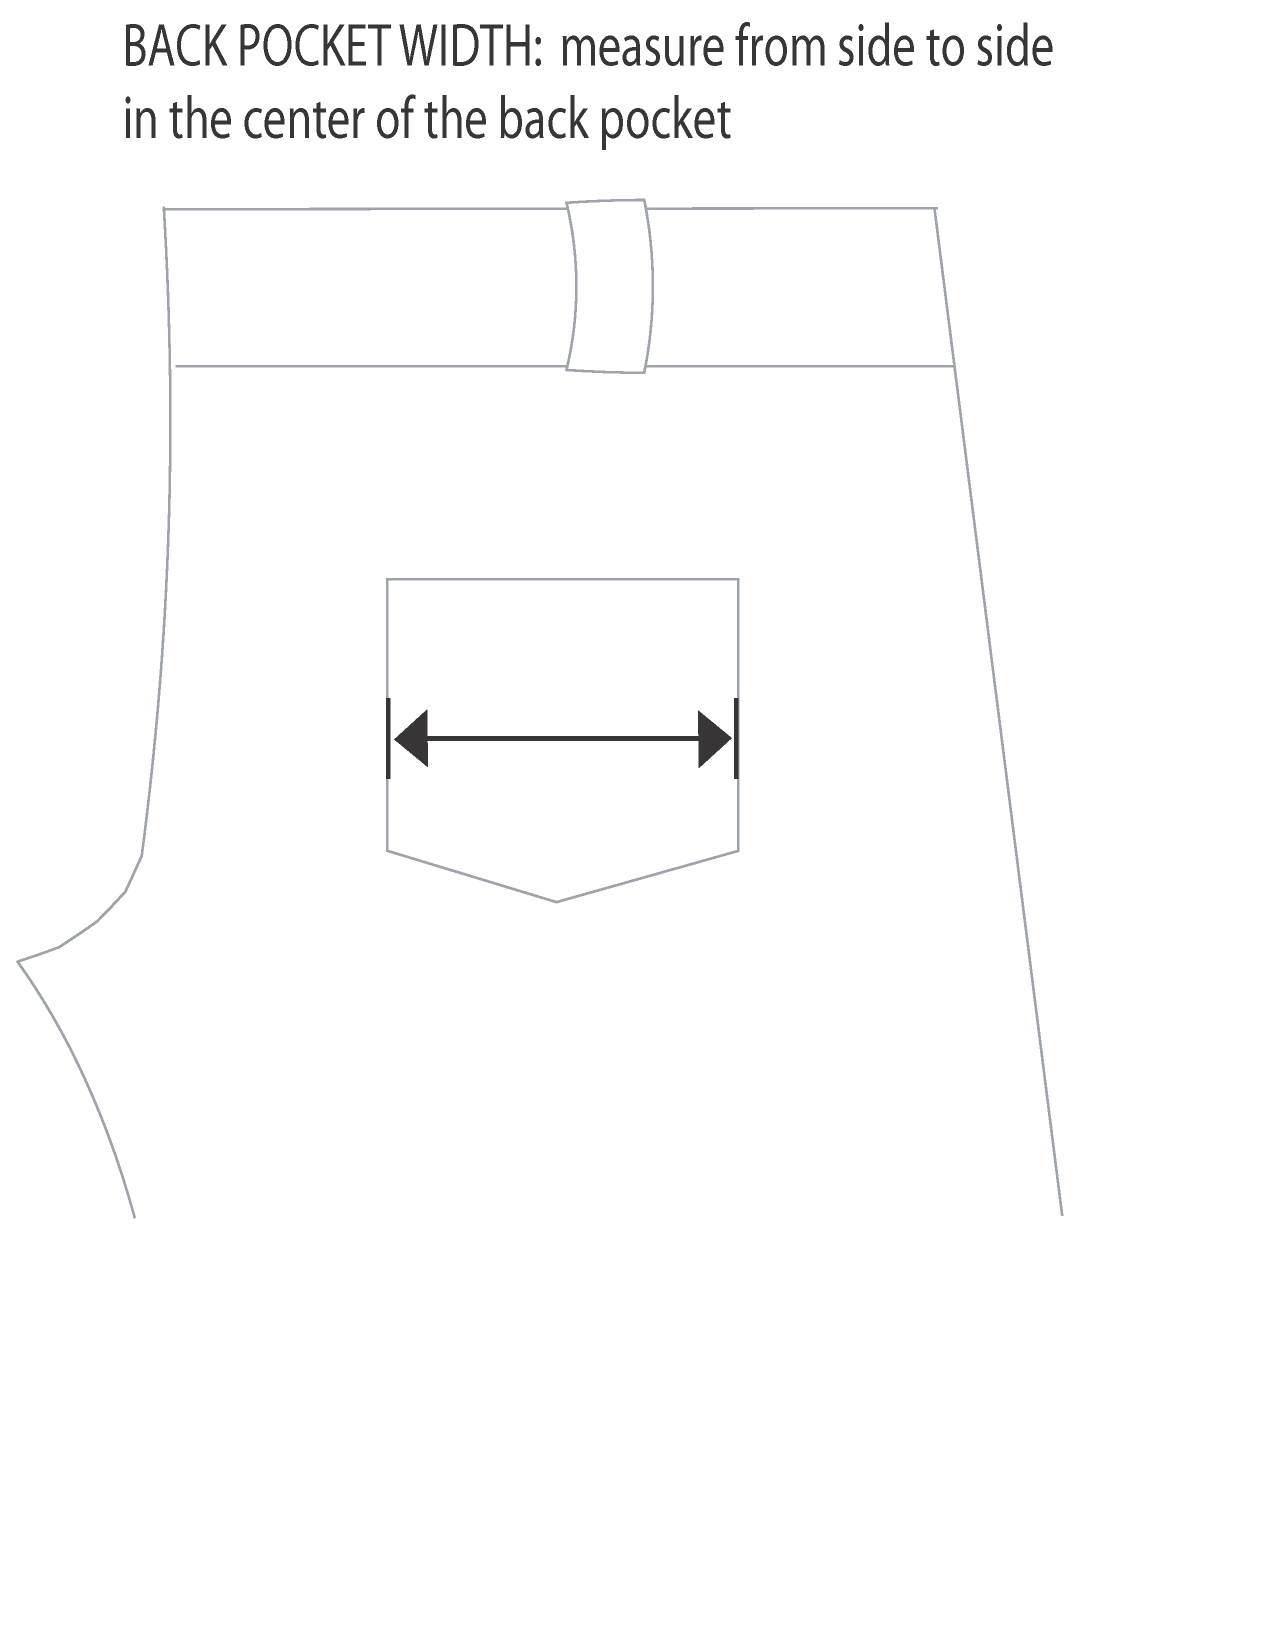 BACK POCKET WIDTH: measure from side to side
in the center of the back pocket